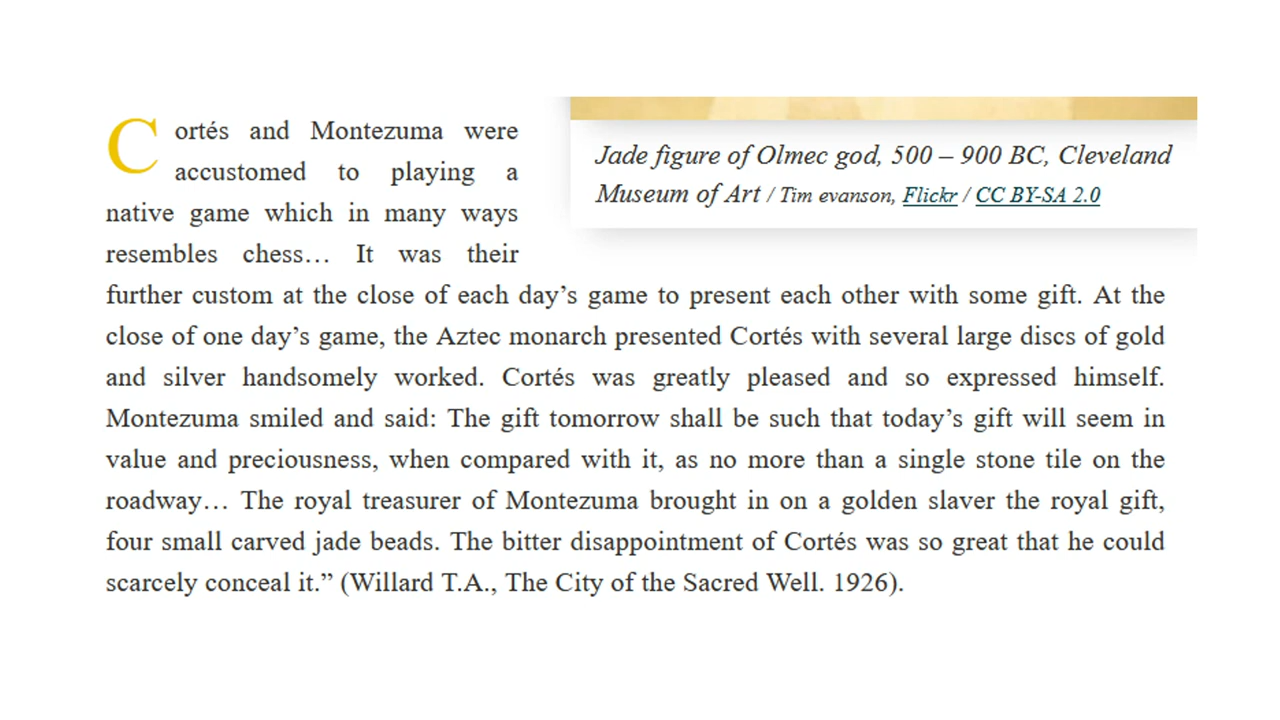 Cortés and Montezuma were
accustomed to playing a
native game which in many ways
resembles chess… It was their
further custom at the close of each day’s game to present each other with some gift. At the
close of one day’s game, the Aztec monarch presented Cortés with several large discs of gold
and silver handsomely worked. Cortés was greatly pleased and so expressed himself.
Montezuma smiled and said: The gift tomorrow shall be such that today’s gift will seem in
value and preciousness, when compared with it, as no more than a single stone tile on the
roadway… The royal treasurer of Montezuma brought in on a golden slaver the royal gift,
four small carved jade beads. The bitter disappointment of Cortés was so great that he could
scarcely conceal it.” (Willard T.A., The City of the Sacred Well. 1926).
Jade figure of Olmec god, 500 – 900 BC, Cleveland
Museum of Art / Tim evanson, Flickr / CC BY-SA 2.0